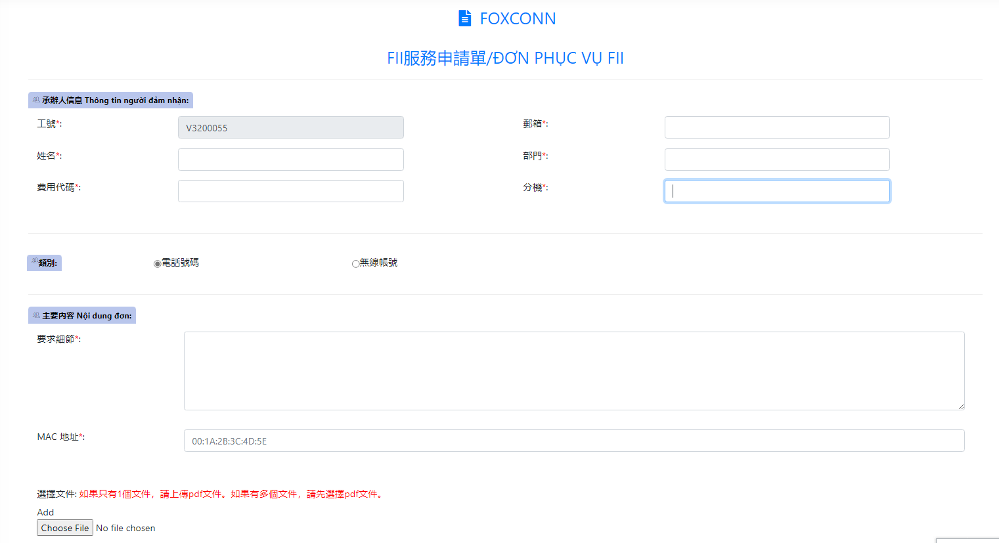 FOXCONN
FII服務申請單/ĐƠN PHỤC VỤ FII
承辦人信息 Thông tin người đảm nhận:
工號*: V3200055 郵箱*:
姓名*: 部門*:
費用代碼*: 分機*:
類別: 電話號碼 無線帳號
主要內容 Nội dung đơn:
要求細節*:
MAC 地址*: 00:1A:2B:3C:4D:5E
選擇文件: 如果只有1個文件，請上傳pdf文件。如果有多個文件，請先選擇pdf文件。
Add
Choose File No file chosen